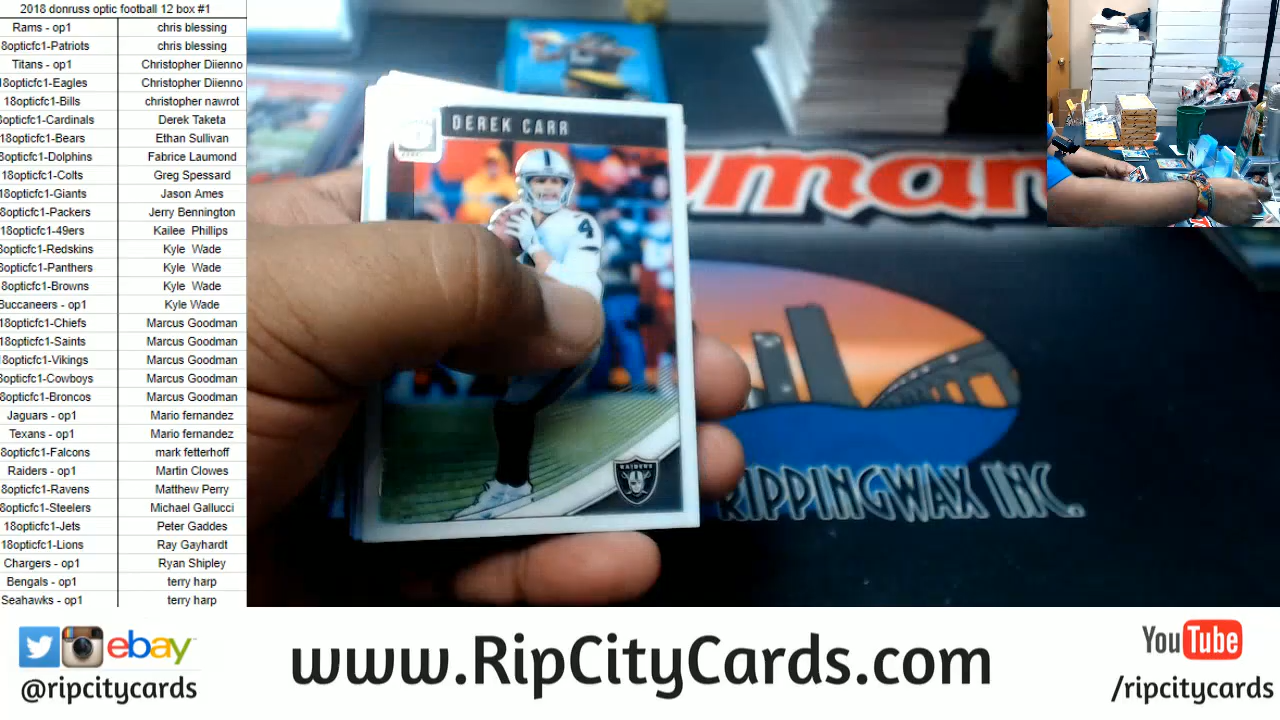 2018 donruss optic football 12 box #1
Rams - op1 chris blessing
8opticfc1-Patriots chris blessing
Titans - op1 Christopher Diienno
18opticfc1-Eagles Christopher Diienno
18opticfc1-Bills christopher nawrot
8opticfc1-Cardinals Derek Taketa
18opticfc1-Bears Ethan Sullivan
8opticfc1-Dolphins Fabrice Laumond
18opticfc1-Colts Greg Spessard
18opticfc1-Giants Jason Ames
8opticfc1-Packers Jerry Bennington
18opticfc1-49ers Kailee Phillips
8opticfc1-Redskins Kyle Wade
8opticfc1-Panthers Kyle Wade
8opticfc1-Browns Kyle Wade
Buccaneers - op1 Kyle Wade
18opticfc1-Chiefs Marcus Goodman
18opticfc1-Saints Marcus Goodman
18opticfc1-Vikings Marcus Goodman
8opticfc1-Cowboys Marcus Goodman
8opticfc1-Broncos Marcus Goodman
Jaguars - op1 Mario fernandez
Texans - op1 Mario fernandez
8opticfc1-Falcons mark fetterhoff
Raiders - op1 Martin Clowes
8opticfc1-Ravens Matthew Perry
8opticfc1-Steelers Michael Gallucci
18opticfc1-Jets Peter Gaddes
18opticfc1-Lions Ray Gayhardt
Chargers - op1 Ryan Shipley
Bengals - op1 terry harp
Seahawks - op1 terry harp
DEREK CARR
4
RAIDERS
RIPPINGWAX INC.
ebay
@ripcitycards
www.RipCityCards.com
YouTube
/ripcitycards